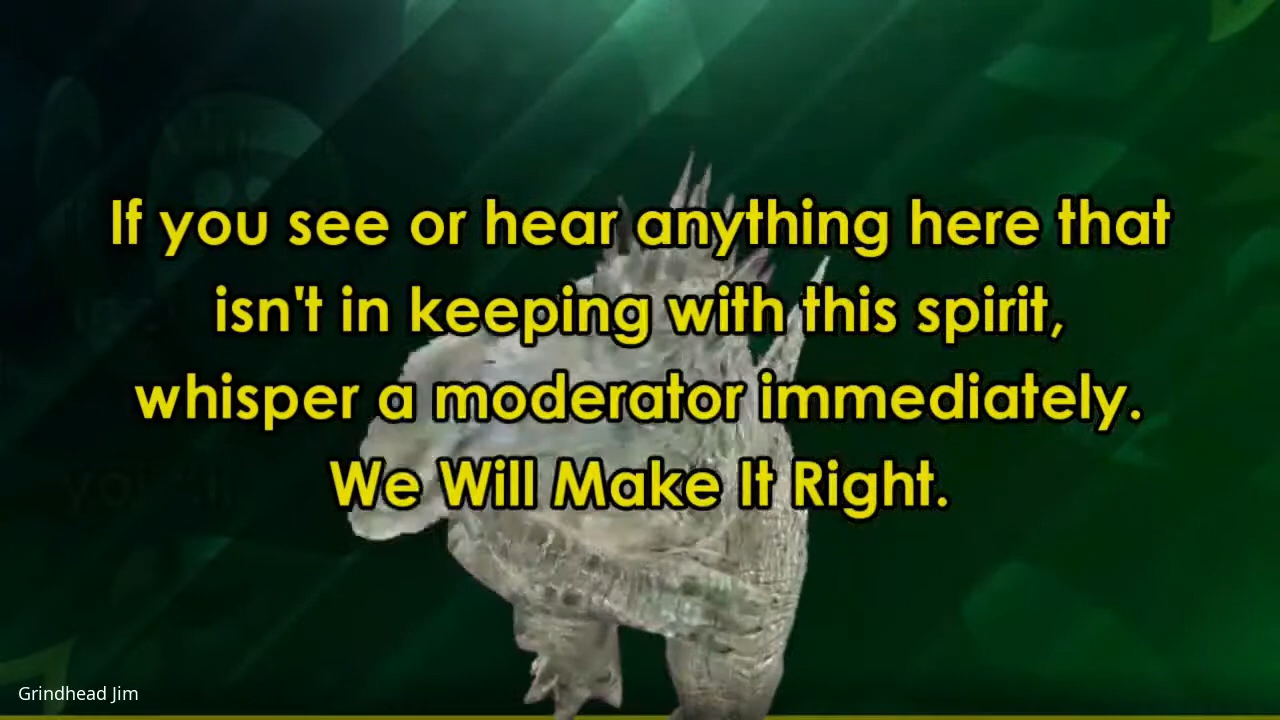 If you see or hear anything here that
isn't in keeping with this spirit,
whisper a moderator immediately.
We Will Make It Right.
Grindhead Jim